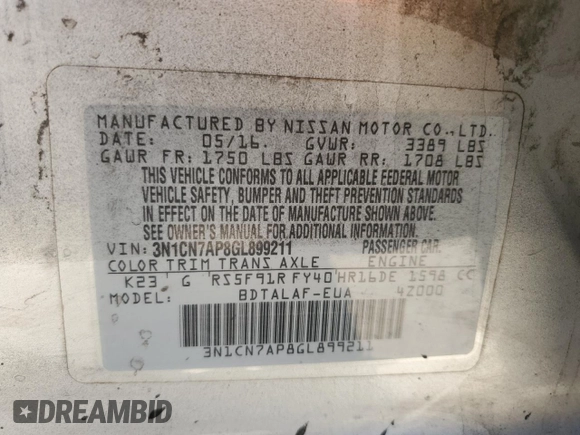 MANUFACTURED BY NISSAN MOTOR CO.,LTD.
DATE: 05/16. GVWR: 3389 LBS
GAWR FR: 1750 LBS GAWR RR: 1708 LBS
THIS VEHICLE CONFORMS TO ALL APPLICABLE FEDERAL MOTOR
VEHICLE SAFETY, BUMPER AND THEFT PREVENTION STANDARDS
IN EFFECT ON THE DATE OF MANUFACTURE SHOWN ABOVE.
SEE OWNER'S MANUAL FOR ADDITIONAL INFORMATION.
VIN: 3N1CN7AP8GL899211 PASSENGER CAR.
COLOR TRIM TRANS AXLE ENGINE
K23 G RS5F91R FY40 HR16DE 1598 CC
BDTALAF-EUA 4Z000
3N1CN7AP8GL899211
DREAMBID